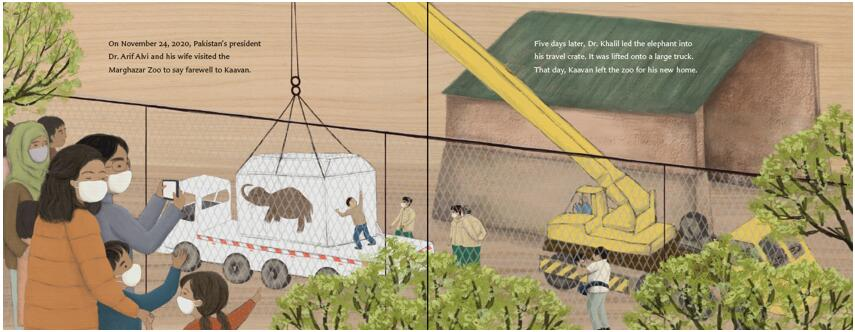 On November 24, 2020, Pakistan's president
Dr. Arif Alvi and his wife visited the
Marghazar Zoo to say farewell to Kaavan.
Five days later, Dr. Khalil led the elephant into
his travel crate. It was lifted onto a large truck.
That day, Kaavan left the zoo for his new home.